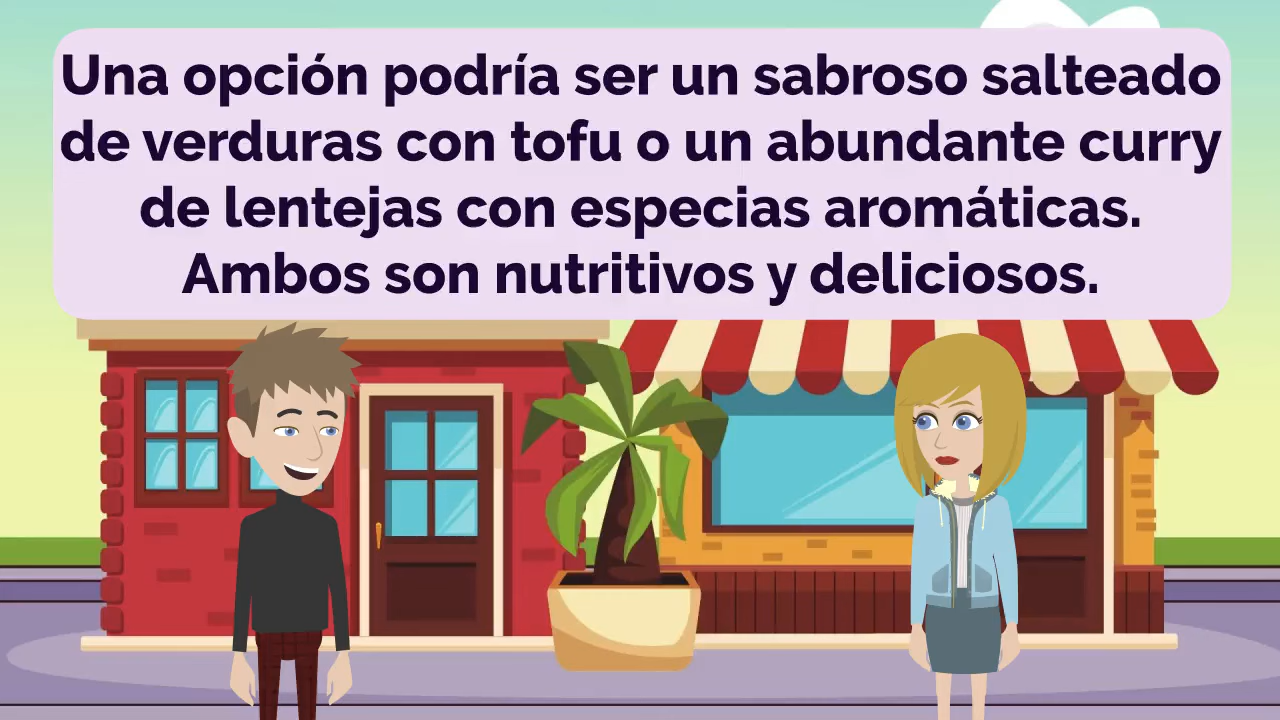 Una opción podría ser un sabroso salteado
de verduras con tofu o un abundante curry
de lentejas con especias aromáticas.
Ambos son nutritivos y deliciosos.